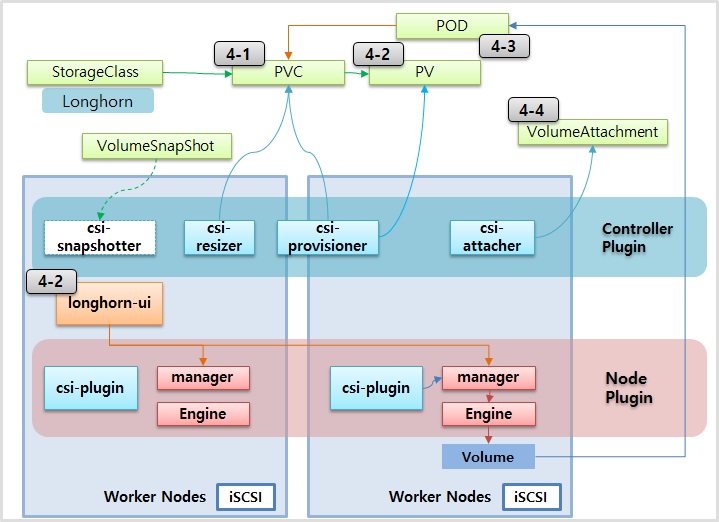 POD
4-1
4-2
4-3
StorageClass
PVC
PV
Longhorn
4-4
VolumeAttachment
VolumeSnapShot
csi-
snapshotter
csi-
resizer
csi-
provisioner
csi-
attacher
Controller
Plugin
4-2
longhorn-ui
csi-plugin
manager
Engine
csi-plugin
manager
Engine
Node
Plugin
Volume
Worker Nodes
iSCSI
Worker Nodes
iSCSI